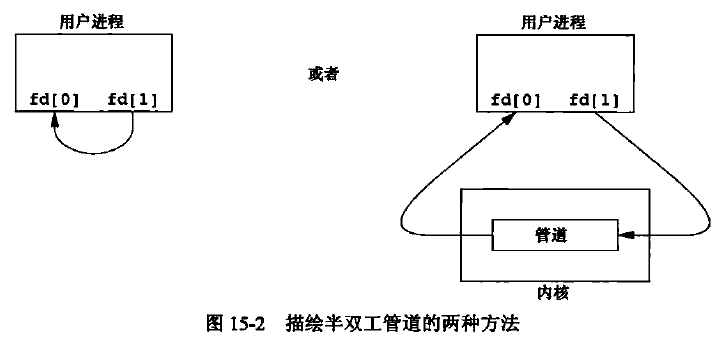 用户进程
用户进程
或者
fd[0] fd[1]
fd[0] fd[1]
管道
内核
图 15-2 描绘半双工管道的两种方法